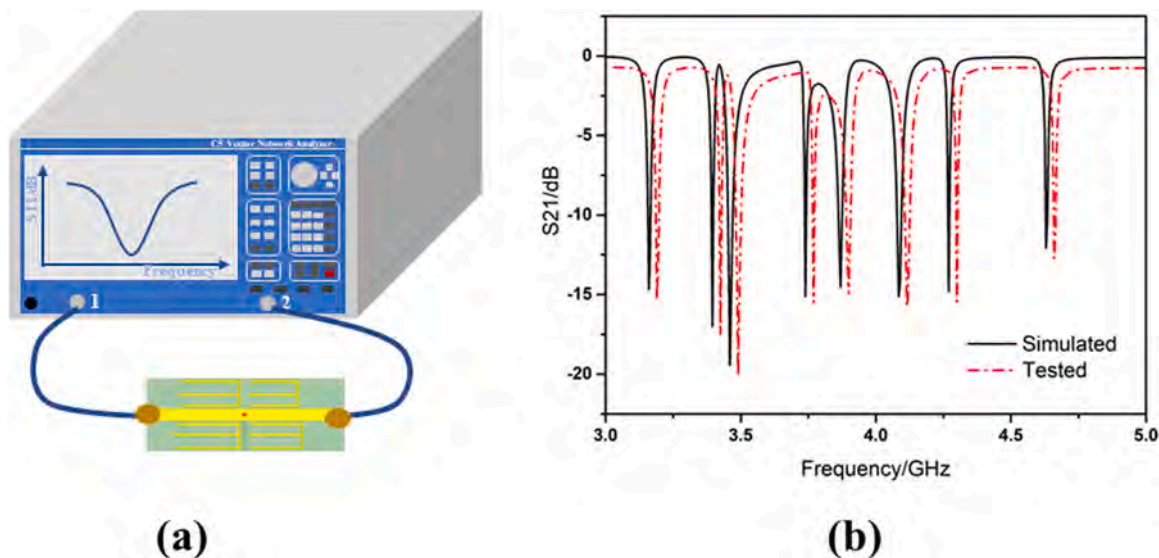 C5 Vector Network Analyzer
S11/dB
Frequency
1
2
(a)
0
-5
-10
-15
-20
S21/dB
Simulated
Tested
3.0
3.5
4.0
4.5
5.0
Frequency/GHz
(b)